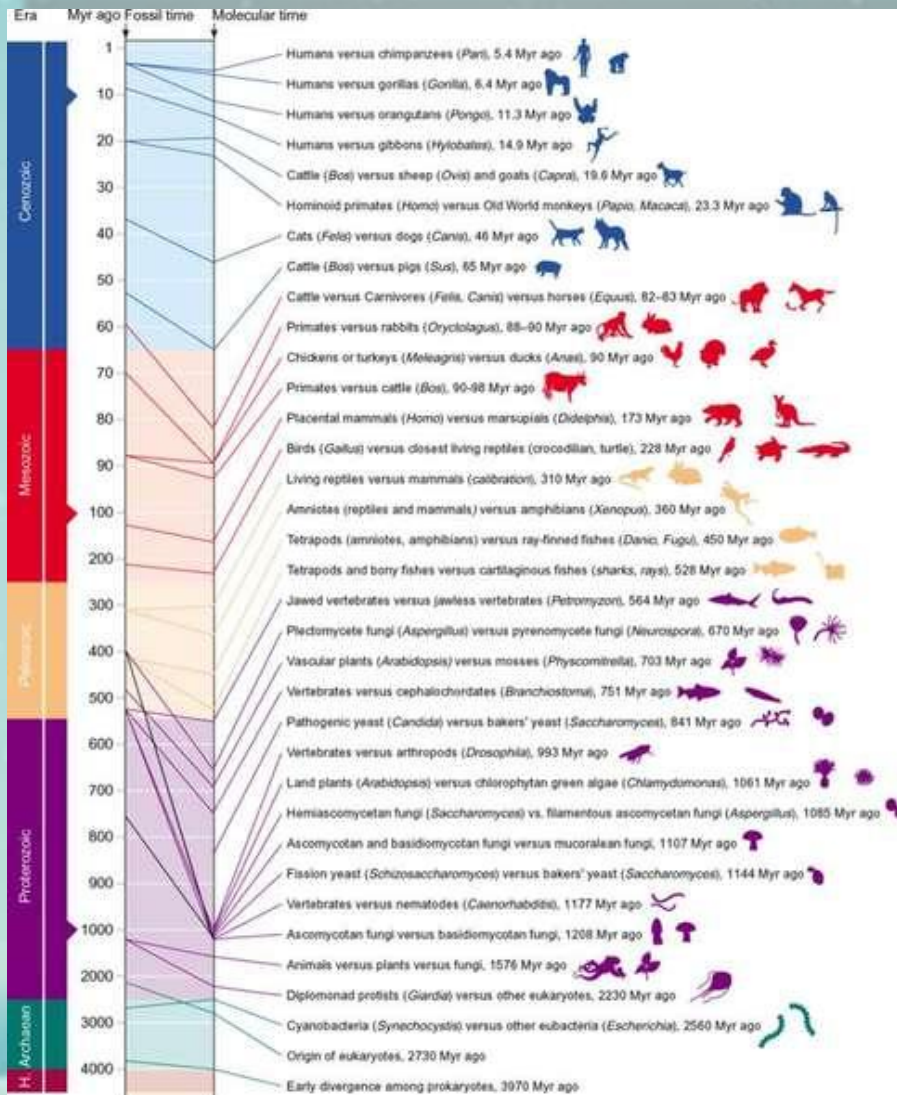 Era Myr ago Fossil time Molecular time
1
10
20
30
40
50
60
70
80
90
100
200
300
400
500
600
700
800
900
1000
2000
3000
4000
Cenozoic
Mesozoic
Paleozoic
Proterozoic
Archaean
H.
Humans versus chimpanzees (Pan), 5.4 Myr ago
Humans versus gorillas (Gorilla), 6.4 Myr ago
Humans versus orangutans (Pongo), 11.3 Myr ago
Humans versus gibbons (Hylobates), 14.9 Myr ago
Cattle (Bos) versus sheep (Ovis) and goats (Capra), 19.6 Myr ago
Hominoid primates (Homo) versus Old World monkeys (Papio, Macaca), 23.3 Myr ago
Cats (Felis) versus dogs (Canis), 46 Myr ago
Cattle (Bos) versus pigs (Sus), 65 Myr ago
Cattle versus Carnivores (Felis, Canis) versus horses (Equus), 82–83 Myr ago
Primates versus rabbits (Oryctolagus), 88–90 Myr ago
Chickens or turkeys (Meleagris) versus ducks (Anas), 90 Myr ago
Primates versus cattle (Bos), 90-98 Myr ago
Placental mammals (Homo) versus marsupials (Didelphis), 173 Myr ago
Birds (Gallus) versus closest living reptiles (crocodilian, turtle), 228 Myr ago
Living reptiles versus mammals (calibration), 310 Myr ago
Amniotes (reptiles and mammals) versus amphibians (Xenopus), 360 Myr ago
Tetrapods (amniotes, amphibians) versus ray-finned fishes (Danio, Fugu), 450 Myr ago
Tetrapods and bony fishes versus cartilaginous fishes (sharks, rays), 528 Myr ago
Jawed vertebrates versus jawless vertebrates (Petromyzon), 564 Myr ago
Plectomycete fungi (Aspergillus) versus pyrenomycete fungi (Neurospora), 670 Myr ago
Vascular plants (Arabidopsis) versus mosses (Physcomitrella), 703 Myr ago
Vertebrates versus cephalochordates (Branchiostoma), 751 Myr ago
Pathogenic yeast (Candida) versus bakers' yeast (Saccharomyces), 841 Myr ago
Vertebrates versus arthropods (Drosophila), 993 Myr ago
Land plants (Arabidopsis) versus chlorophytan green algae (Chlamydomonas), 1061 Myr ago
Hemiascomycetan fungi (Saccharomyces) vs. filamentous ascomycetan fungi (Aspergillus), 1085 Myr ago
Ascomycotan and basidiomycotan fungi versus mucoralean fungi, 1107 Myr ago
Fission yeast (Schizosaccharomyces) versus bakers' yeast (Saccharomyces), 1144 Myr ago
Vertebrates versus nematodes (Caenorhabditis), 1177 Myr ago
Ascomycotan fungi versus basidiomycotan fungi, 1208 Myr ago
Animals versus plants versus fungi, 1576 Myr ago
Diplomonad protists (Giardia) versus other eukaryotes, 2230 Myr ago
Cyanobacteria (Synechocystis) versus other eubacteria (Escherichia), 2560 Myr ago
Origin of eukaryotes, 2730 Myr ago
Early divergence among prokaryotes, 3970 Myr ago